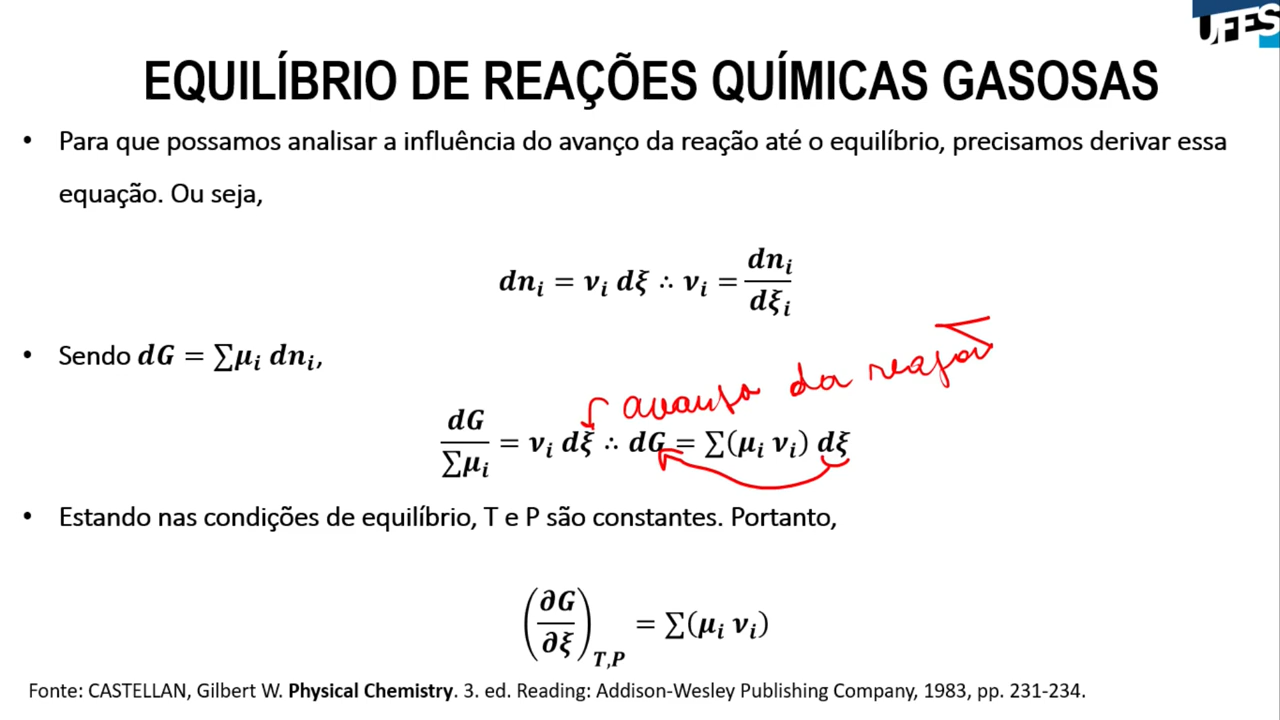 UFES
EQUILÍBRIO DE REAÇÕES QUÍMICAS GASOSAS
• Para que possamos analisar a influência do avanço da reação até o equilíbrio, precisamos derivar essa
equação. Ou seja,
dnᵢ = νᵢ dξ ∴ νᵢ = dnᵢ/dξᵢ
• Sendo dG = ∑μᵢ dnᵢ,
avanço da reação
dG/∑μᵢ = νᵢ dξ ∴ dG = ∑(μᵢ νᵢ) dξ
• Estando nas condições de equilíbrio, T e P são constantes. Portanto,
(∂G/∂ξ)T,P = ∑(μᵢ νᵢ)
Fonte: CASTELLAN, Gilbert W. Physical Chemistry. 3. ed. Reading: Addison-Wesley Publishing Company, 1983, pp. 231-234.